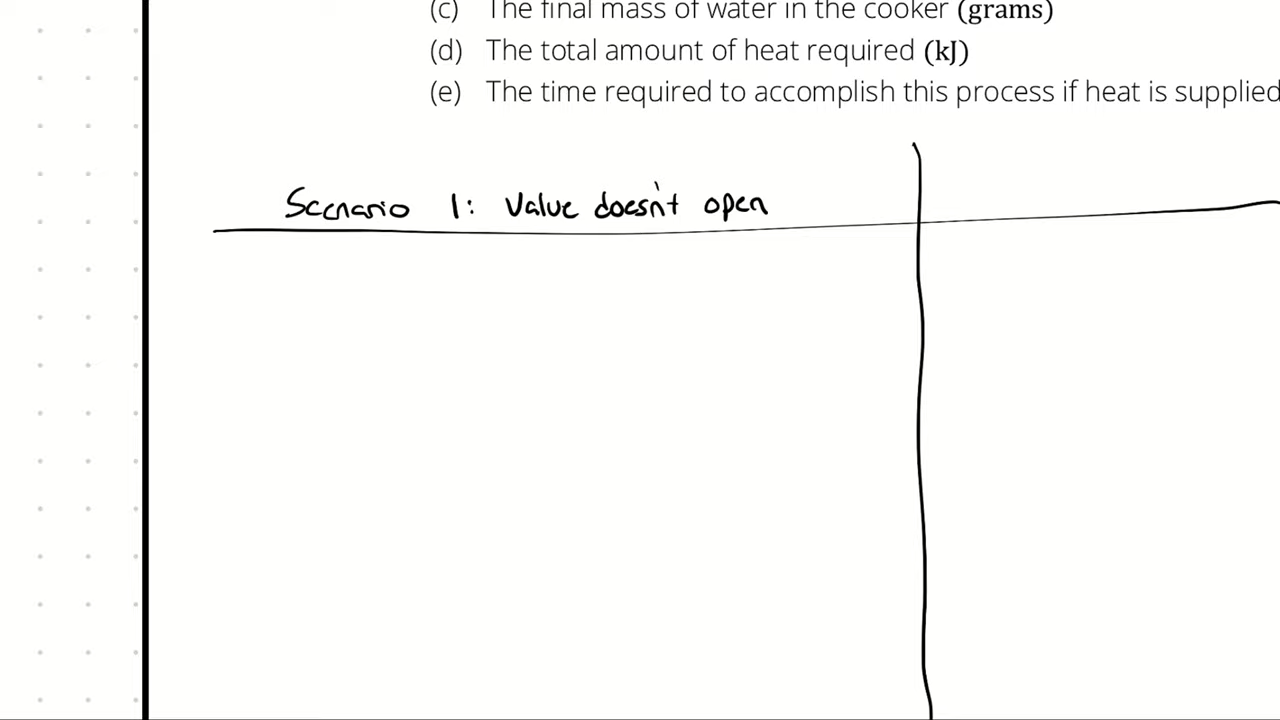 (c) The final mass of water in the cooker (grams)
(d) The total amount of heat required (kJ)
(e) The time required to accomplish this process if heat is supplied
Scenario 1: Valve doesn't open